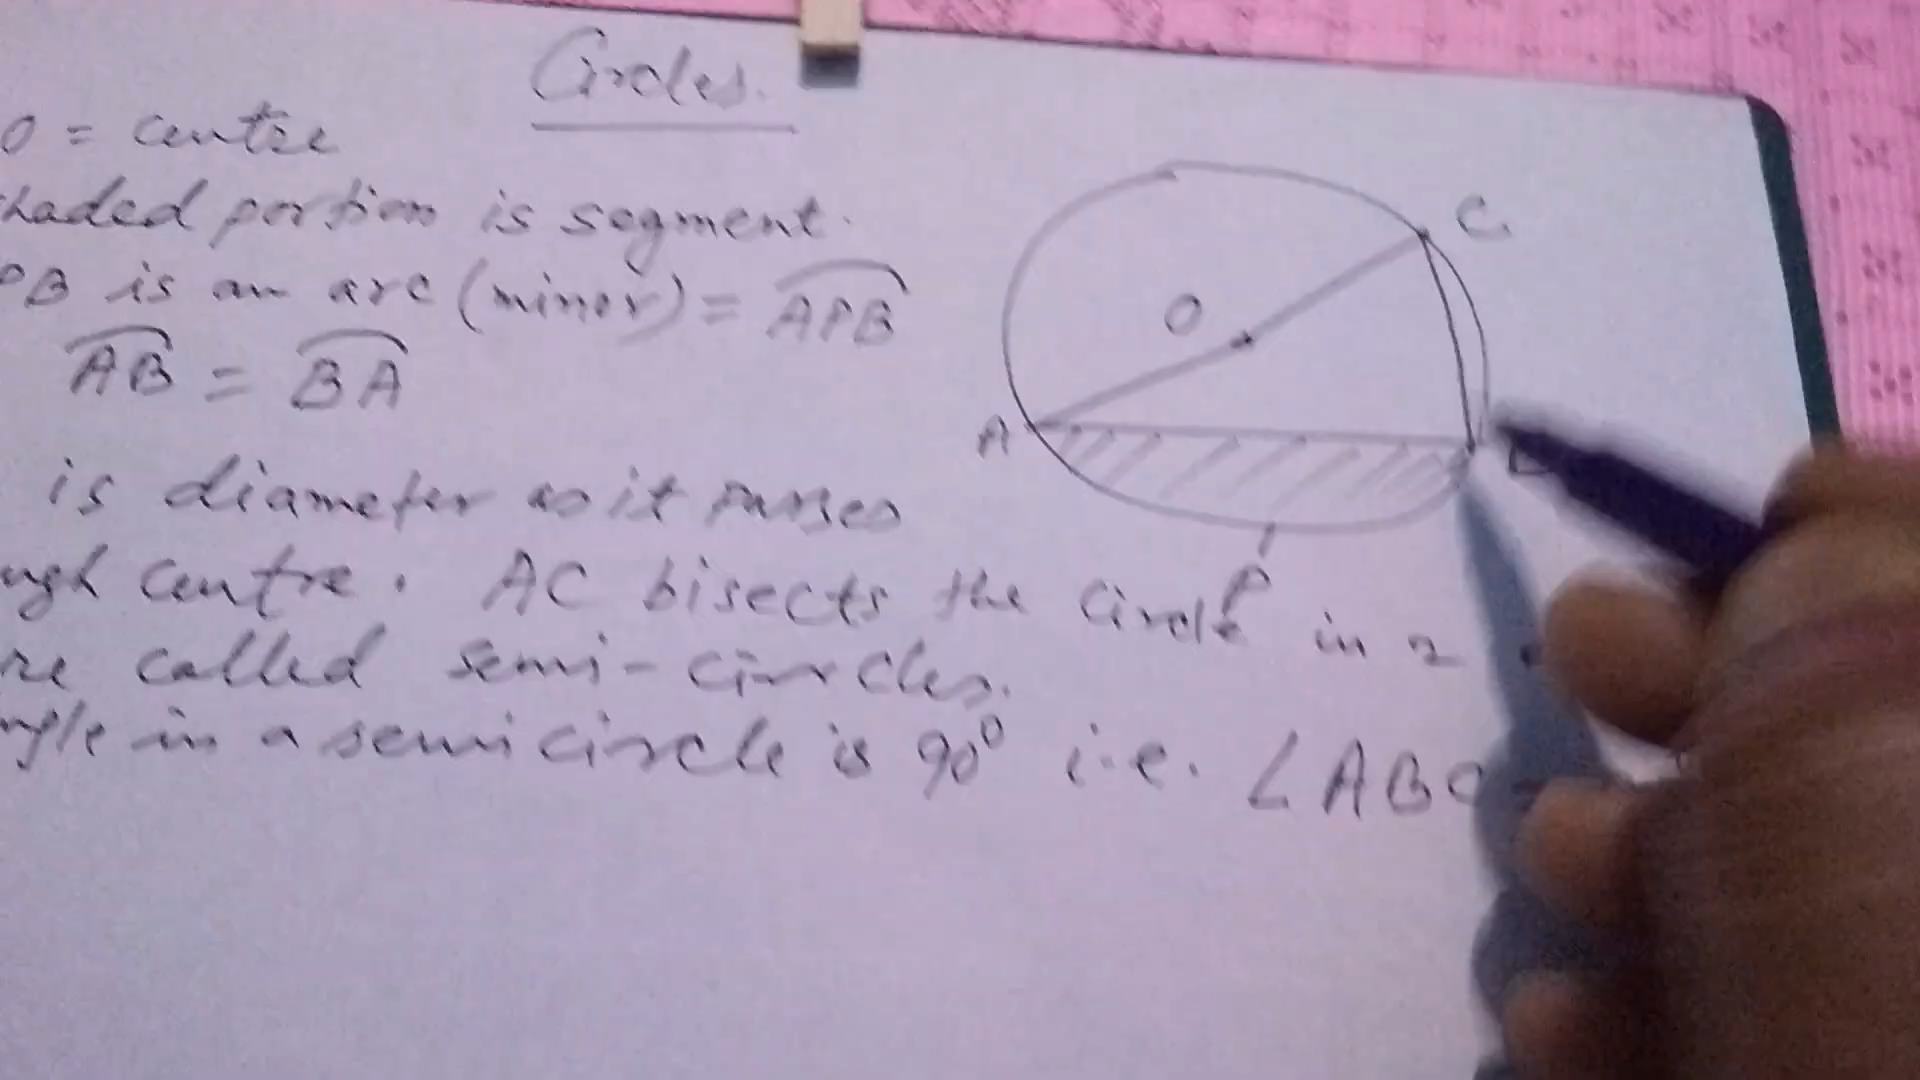 Circles.
O = centre
shaded portion is segment.
PB is an arc (minor) = APB
AB = BA
is diameter as it passes
ugh centre. AC bisects the circle in 2
re called semi-circles.
ngle in a semicircle is 90° i.e. ∠ABC =
C
O
A
P